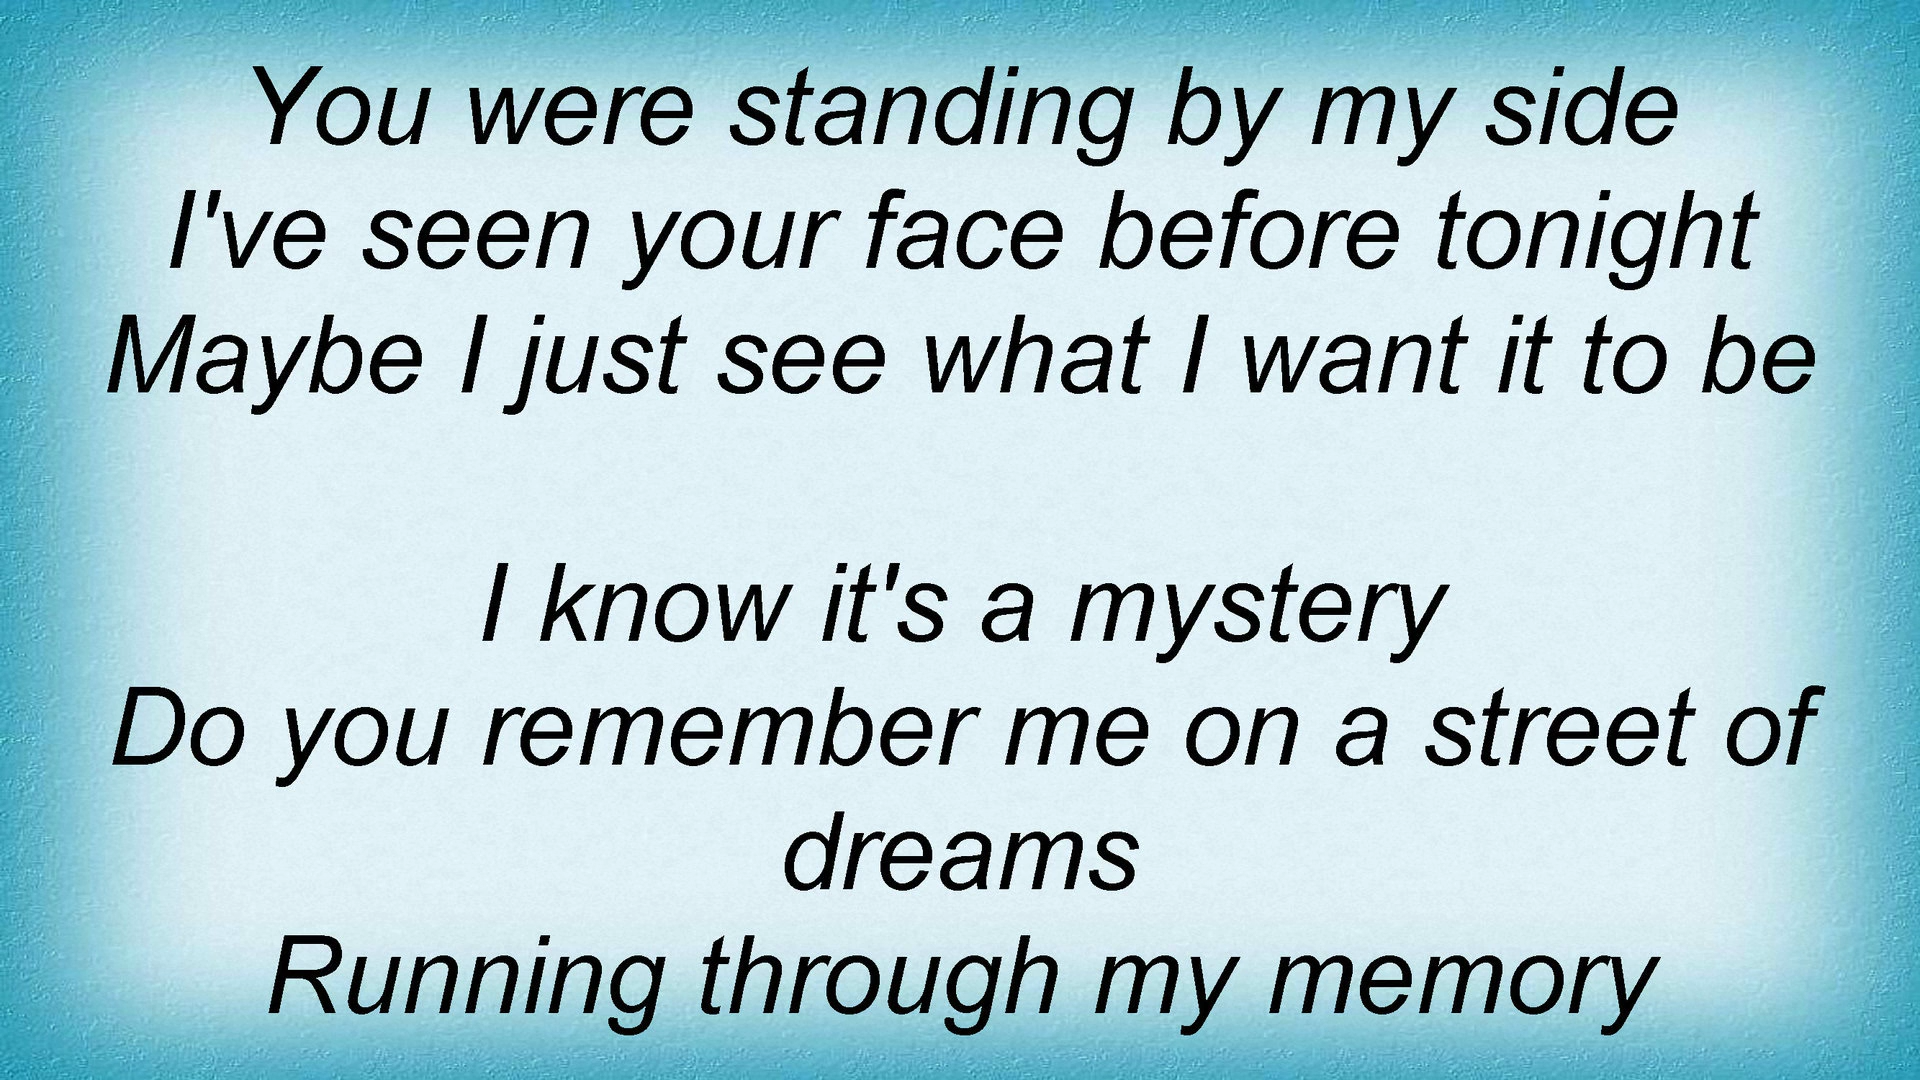 You were standing by my side
I've seen your face before tonight
Maybe I just see what I want it to be
I know it's a mystery
Do you remember me on a street of
dreams
Running through my memory